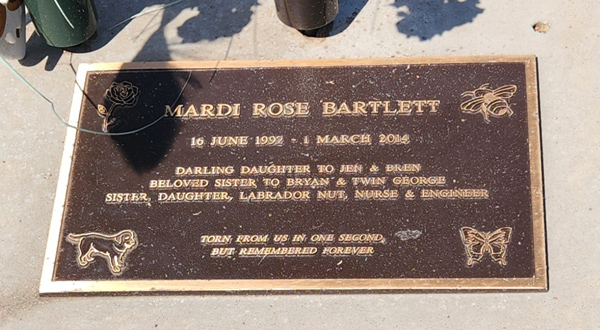 MARDI ROSE BARTLETT
16 JUNE 1997 - 1 MARCH 2014
DARLING DAUGHTER TO JEN & BREN
BELOVED SISTER TO BRYAN & TWIN GEORGE
SISTER, DAUGHTER, LABRADOR NUT, NURSE & ENGINEER
TORN FROM US IN ONE SECOND,
BUT REMEMBERED FOREVER